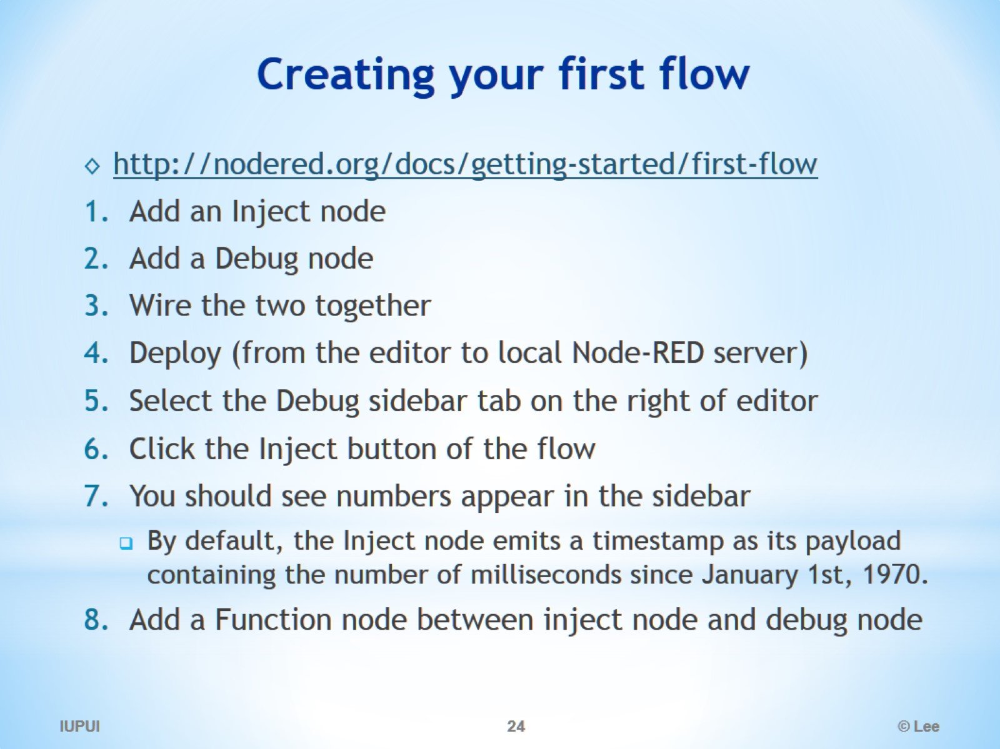 Creating your first flow
◇ http://nodered.org/docs/getting-started/first-flow
1. Add an Inject node
2. Add a Debug node
3. Wire the two together
4. Deploy (from the editor to local Node-RED server)
5. Select the Debug sidebar tab on the right of editor
6. Click the Inject button of the flow
7. You should see numbers appear in the sidebar
❑ By default, the Inject node emits a timestamp as its payload
containing the number of milliseconds since January 1st, 1970.
8. Add a Function node between inject node and debug node
IUPUI 24 © Lee